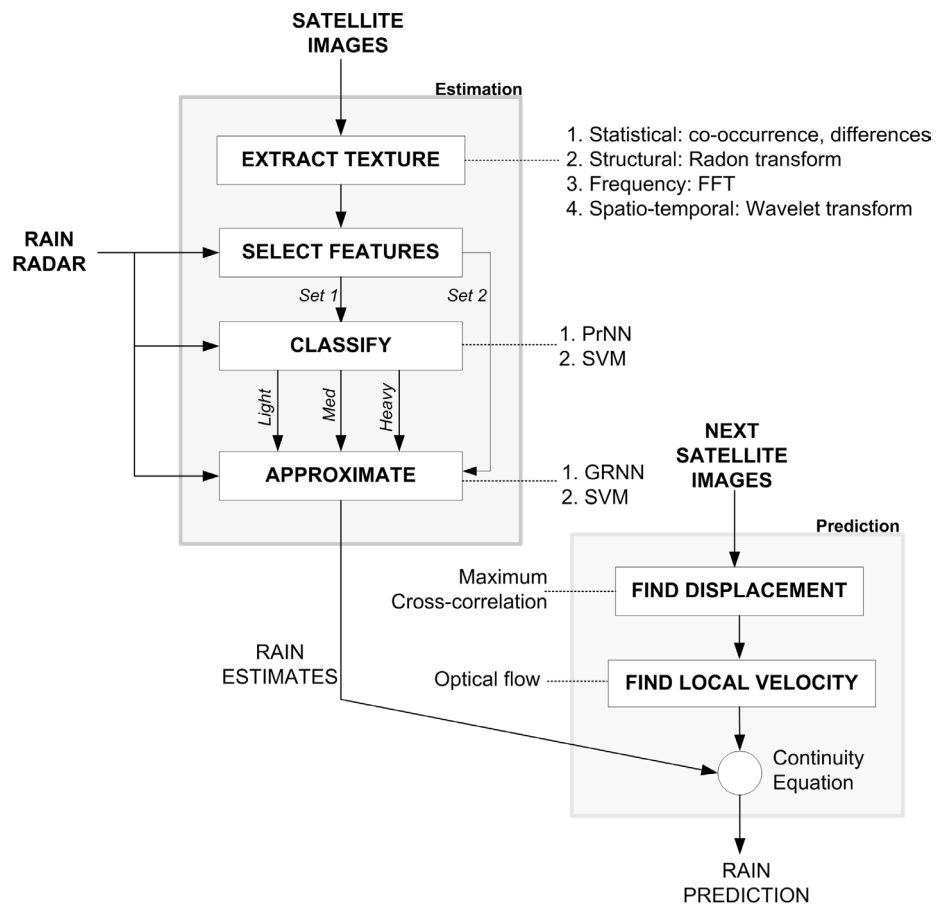 SATELLITE
IMAGES
Estimation
EXTRACT TEXTURE
1. Statistical: co-occurrence, differences
2. Structural: Radon transform
3. Frequency: FFT
4. Spatio-temporal: Wavelet transform
RAIN
RADAR
SELECT FEATURES
Set 1
Set 2
CLASSIFY
1. PrNN
2. SVM
Light
Med
Heavy
APPROXIMATE
1. GRNN
2. SVM
NEXT
SATELLITE
IMAGES
Prediction
Maximum
Cross-correlation
FIND DISPLACEMENT
RAIN
ESTIMATES
Optical flow
FIND LOCAL VELOCITY
Continuity
Equation
RAIN
PREDICTION